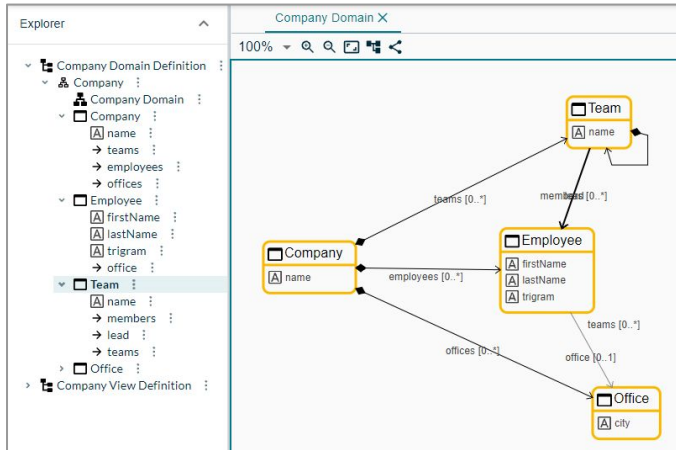 Explorer
Company Domain Definition
Company
Company Domain
Company
name
teams
employees
offices
Employee
firstName
lastName
trigram
office
Team
name
members
lead
teams
Office
Company View Definition
Company Domain
100%
Team
name
teams [0..*]
[0..*]
Company
name
employees [0..*]
Employee
firstName
lastName
trigram
teams [0..*]
offices [0..*]
office [0..1]
Office
city